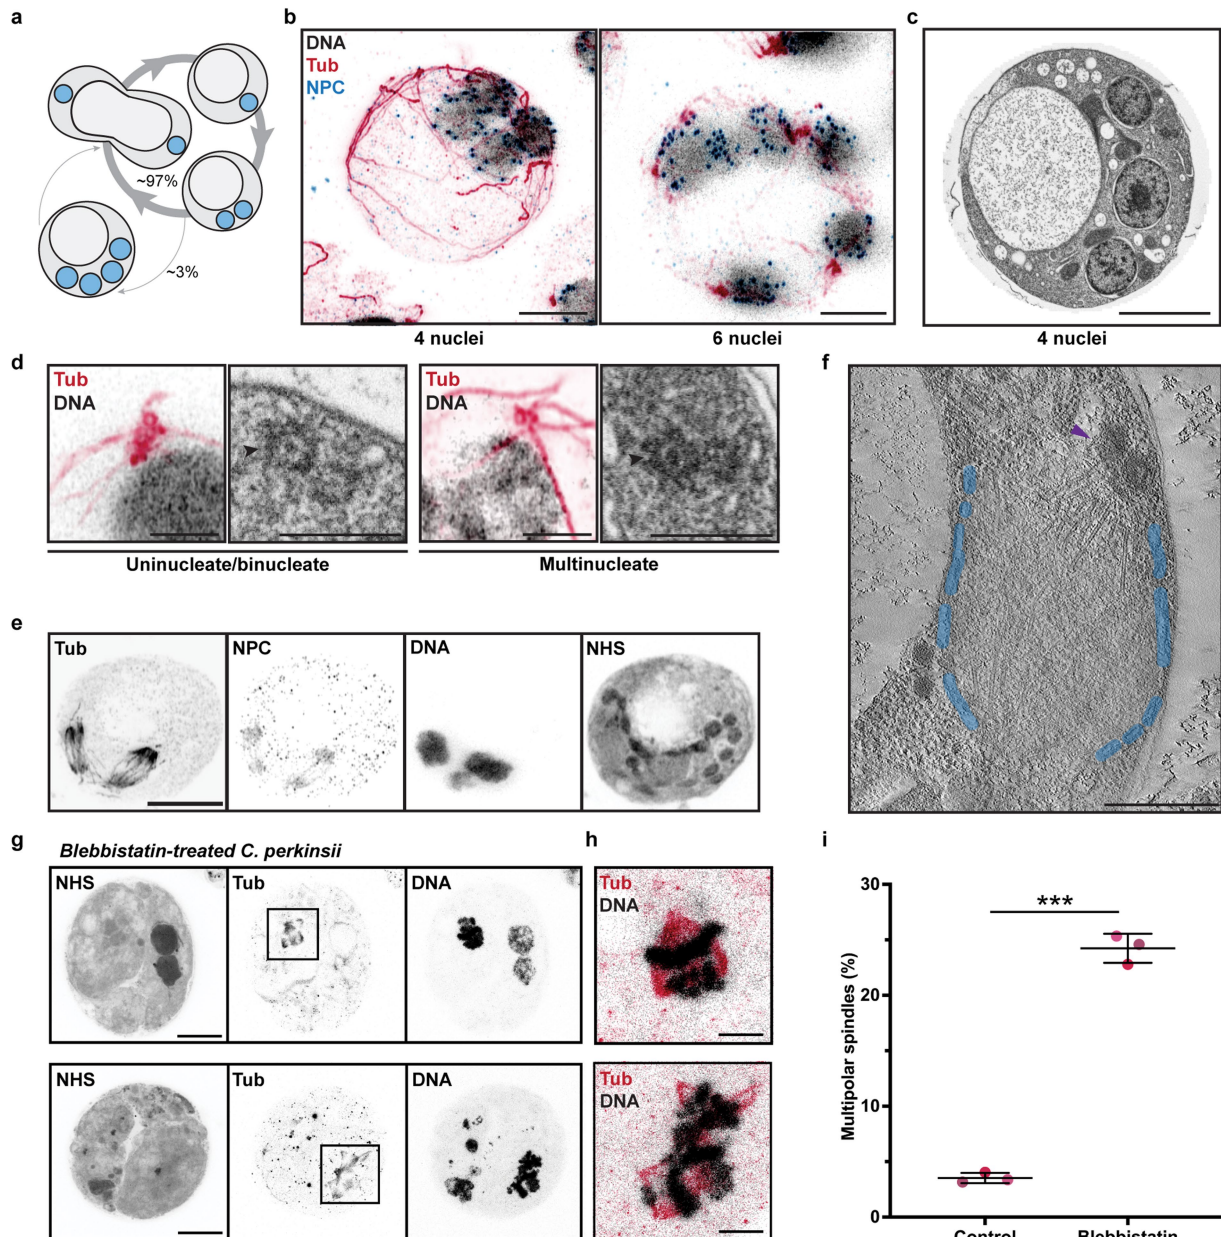 a
~97%
~3%
b
DNA
Tub
NPC
4 nuclei
6 nuclei
c
4 nuclei
d
Tub
DNA
Tub
DNA
Uninucleate/binucleate
Multinucleate
e
Tub
NPC
DNA
NHS
f
g
Blebbistatin-treated C. perkinsii
NHS
Tub
DNA
NHS
Tub
DNA
h
Tub
DNA
Tub
DNA
i
Multipolar spindles (%)
30
20
10
0
***
Control
Blebbistatin